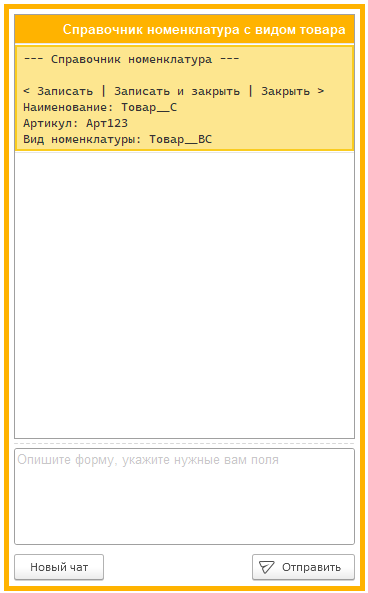 Справочник номенклатура с видом товара
--- Справочник номенклатура ---
< Записать | Записать и закрыть | Закрыть >
Наименование: Товар__С
Артикул: Арт123
Вид номенклатуры: Товар__ВС
Опишите форму, укажите нужные вам поля
Новый чат
Отправить